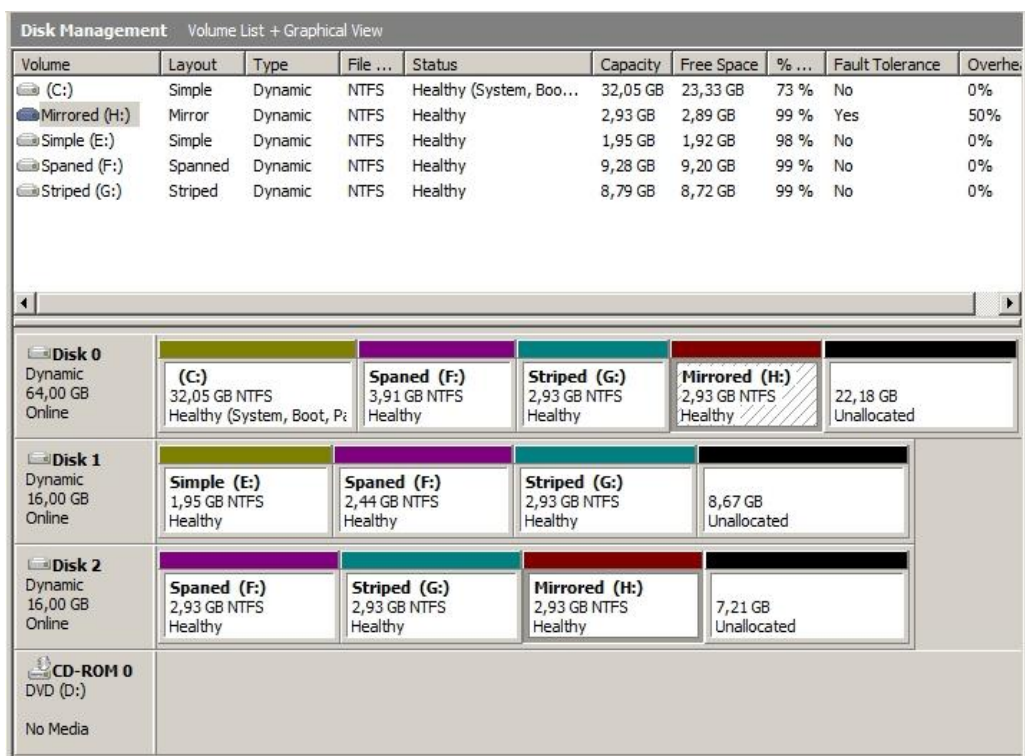 Disk Management Volume List + Graphical View
Volume Layout Type File ... Status Capacity Free Space % ... Fault Tolerance Overhea
(C:) Simple Dynamic NTFS Healthy (System, Boo... 32,05 GB 23,33 GB 73 % No 0%
Mirrored (H:) Mirror Dynamic NTFS Healthy 2,93 GB 2,89 GB 99 % Yes 50%
Simple (E:) Simple Dynamic NTFS Healthy 1,95 GB 1,92 GB 98 % No 0%
Spaned (F:) Spanned Dynamic NTFS Healthy 9,28 GB 9,20 GB 99 % No 0%
Striped (G:) Striped Dynamic NTFS Healthy 8,79 GB 8,72 GB 99 % No 0%
Disk 0
Dynamic
64,00 GB
Online
(C:)
32,05 GB NTFS
Healthy (System, Boot, Pa
Spaned (F:)
3,91 GB NTFS
Healthy
Striped (G:)
2,93 GB NTFS
Healthy
Mirrored (H:)
2,93 GB NTFS
Healthy
22,18 GB
Unallocated
Disk 1
Dynamic
16,00 GB
Online
Simple (E:)
1,95 GB NTFS
Healthy
Spaned (F:)
2,44 GB NTFS
Healthy
Striped (G:)
2,93 GB NTFS
Healthy
8,67 GB
Unallocated
Disk 2
Dynamic
16,00 GB
Online
Spaned (F:)
2,93 GB NTFS
Healthy
Striped (G:)
2,93 GB NTFS
Healthy
Mirrored (H:)
2,93 GB NTFS
Healthy
7,21 GB
Unallocated
CD-ROM 0
DVD (D:)
No Media